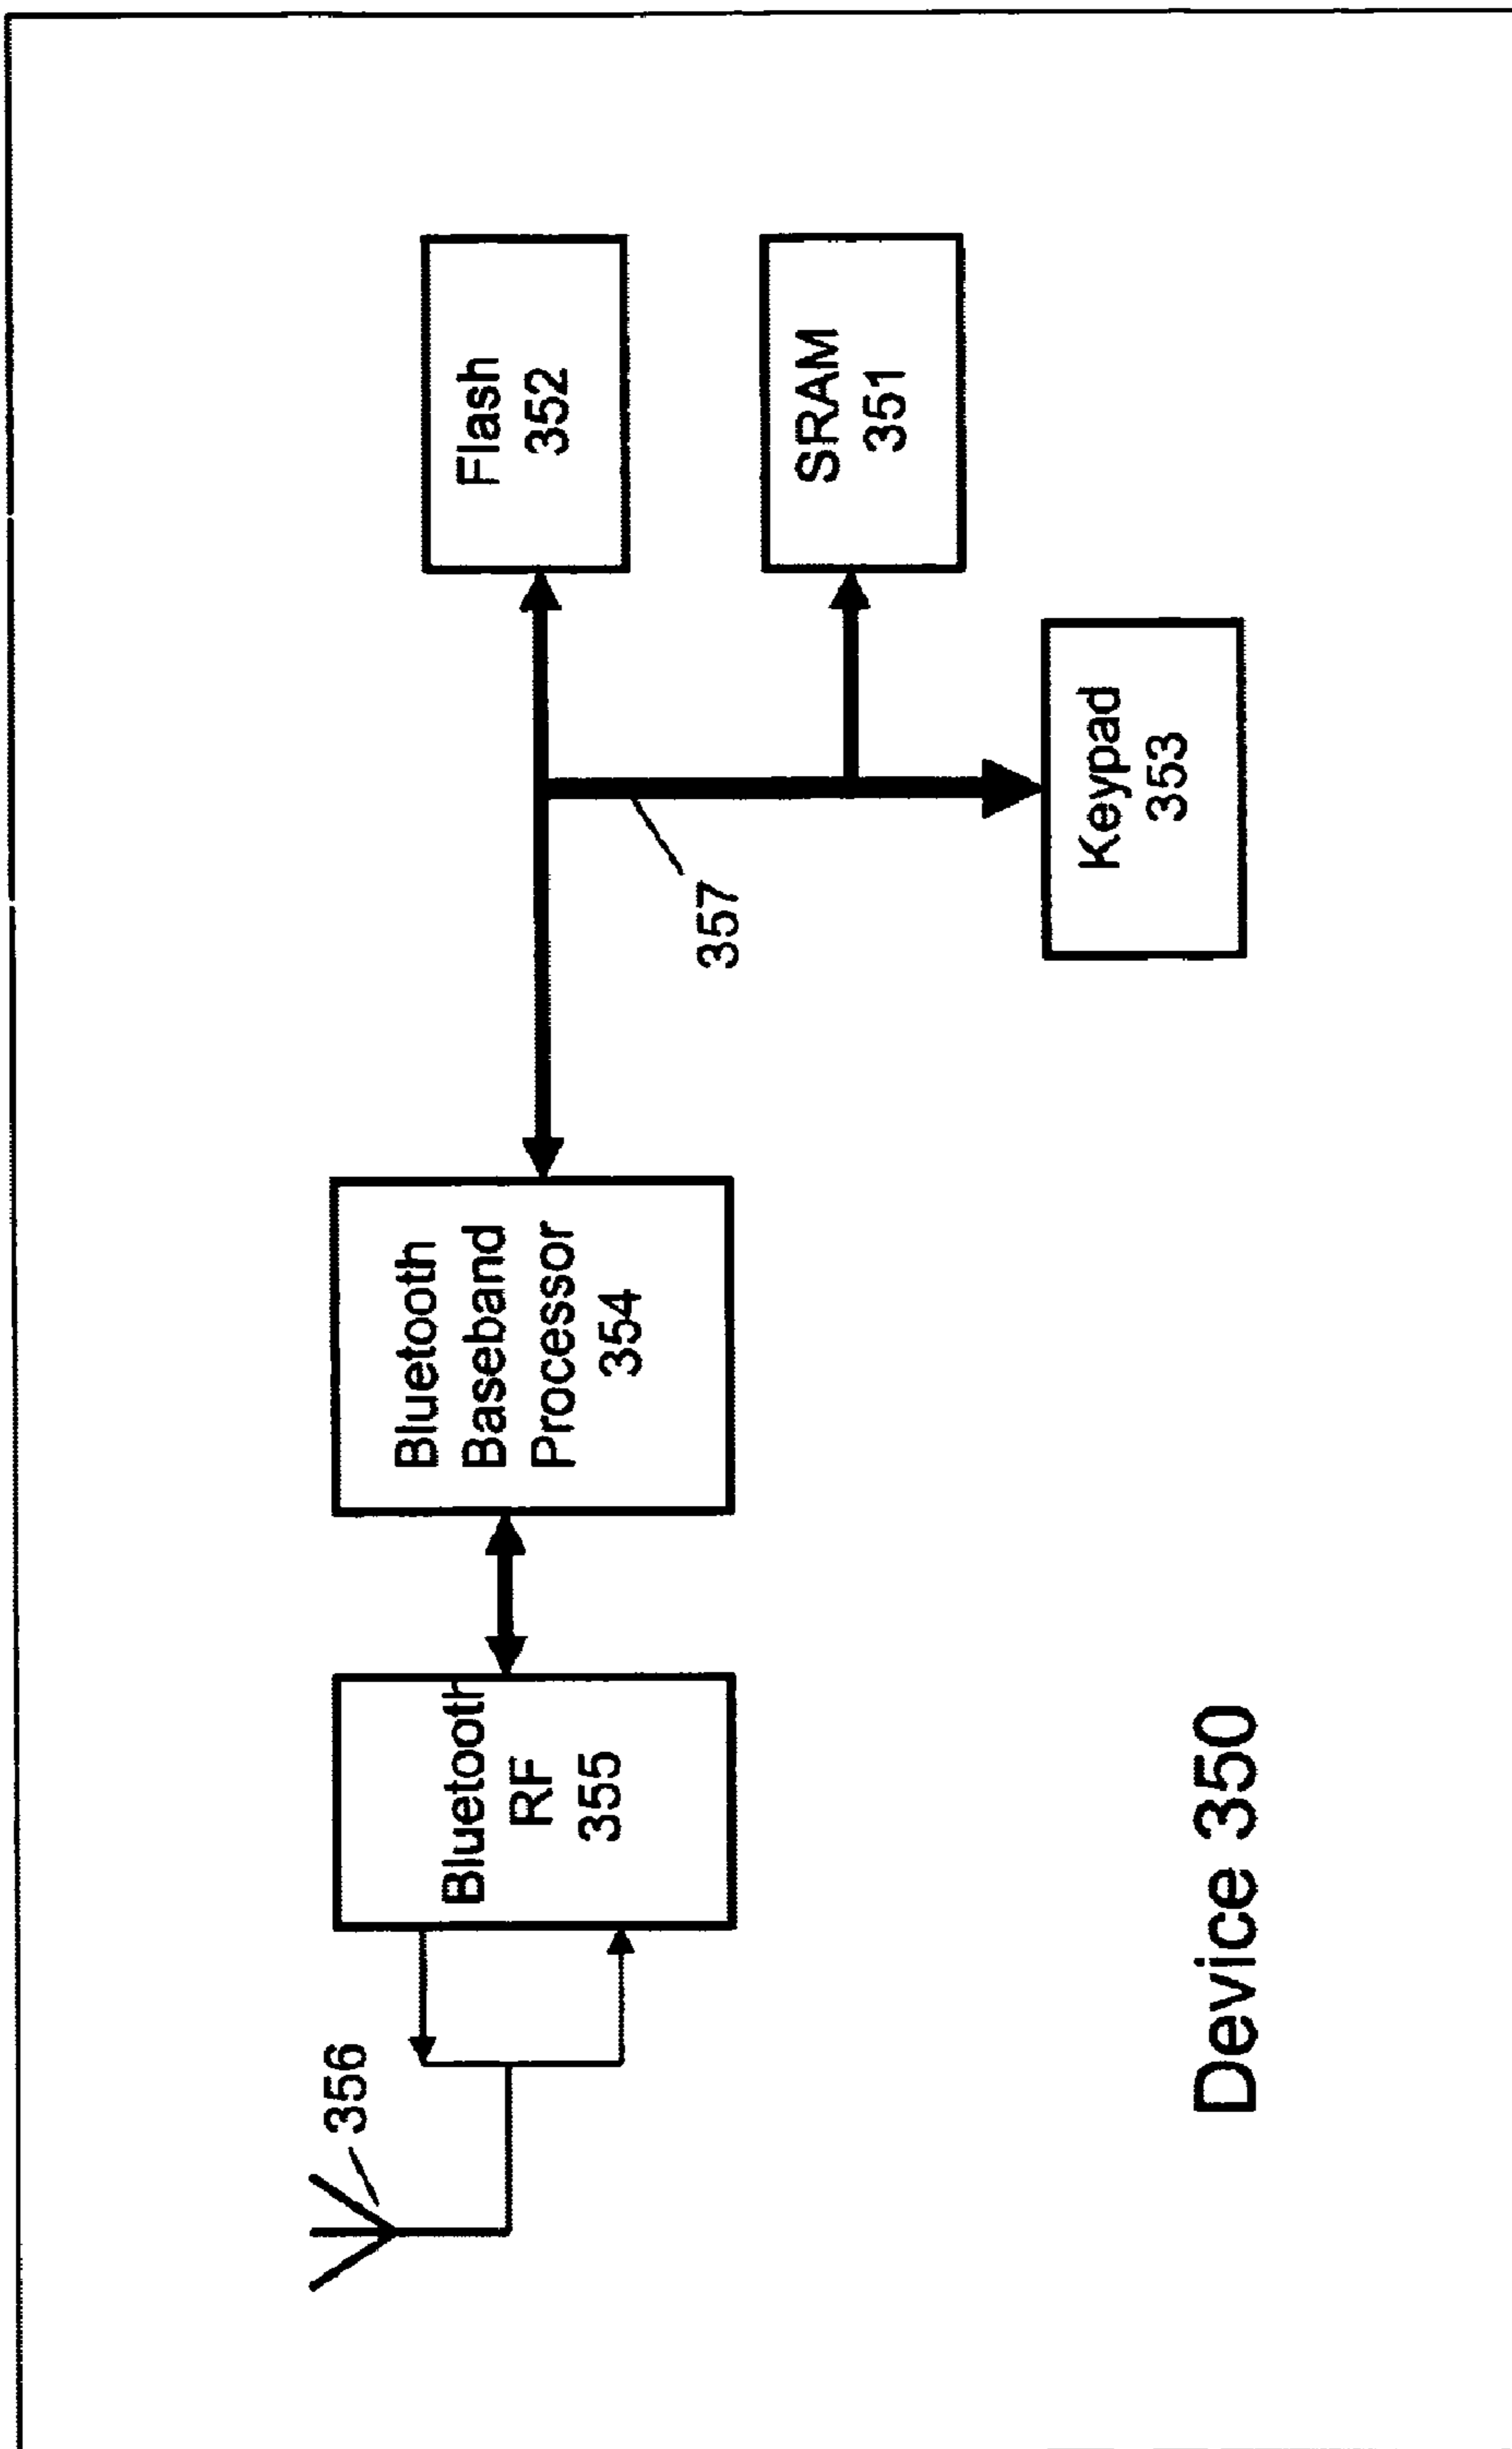 356
Bluetooth
RF
355
Bluetooth
Baseband
Processor
354
357
Flash
352
SRAM
351
Keypad
353
Device 350